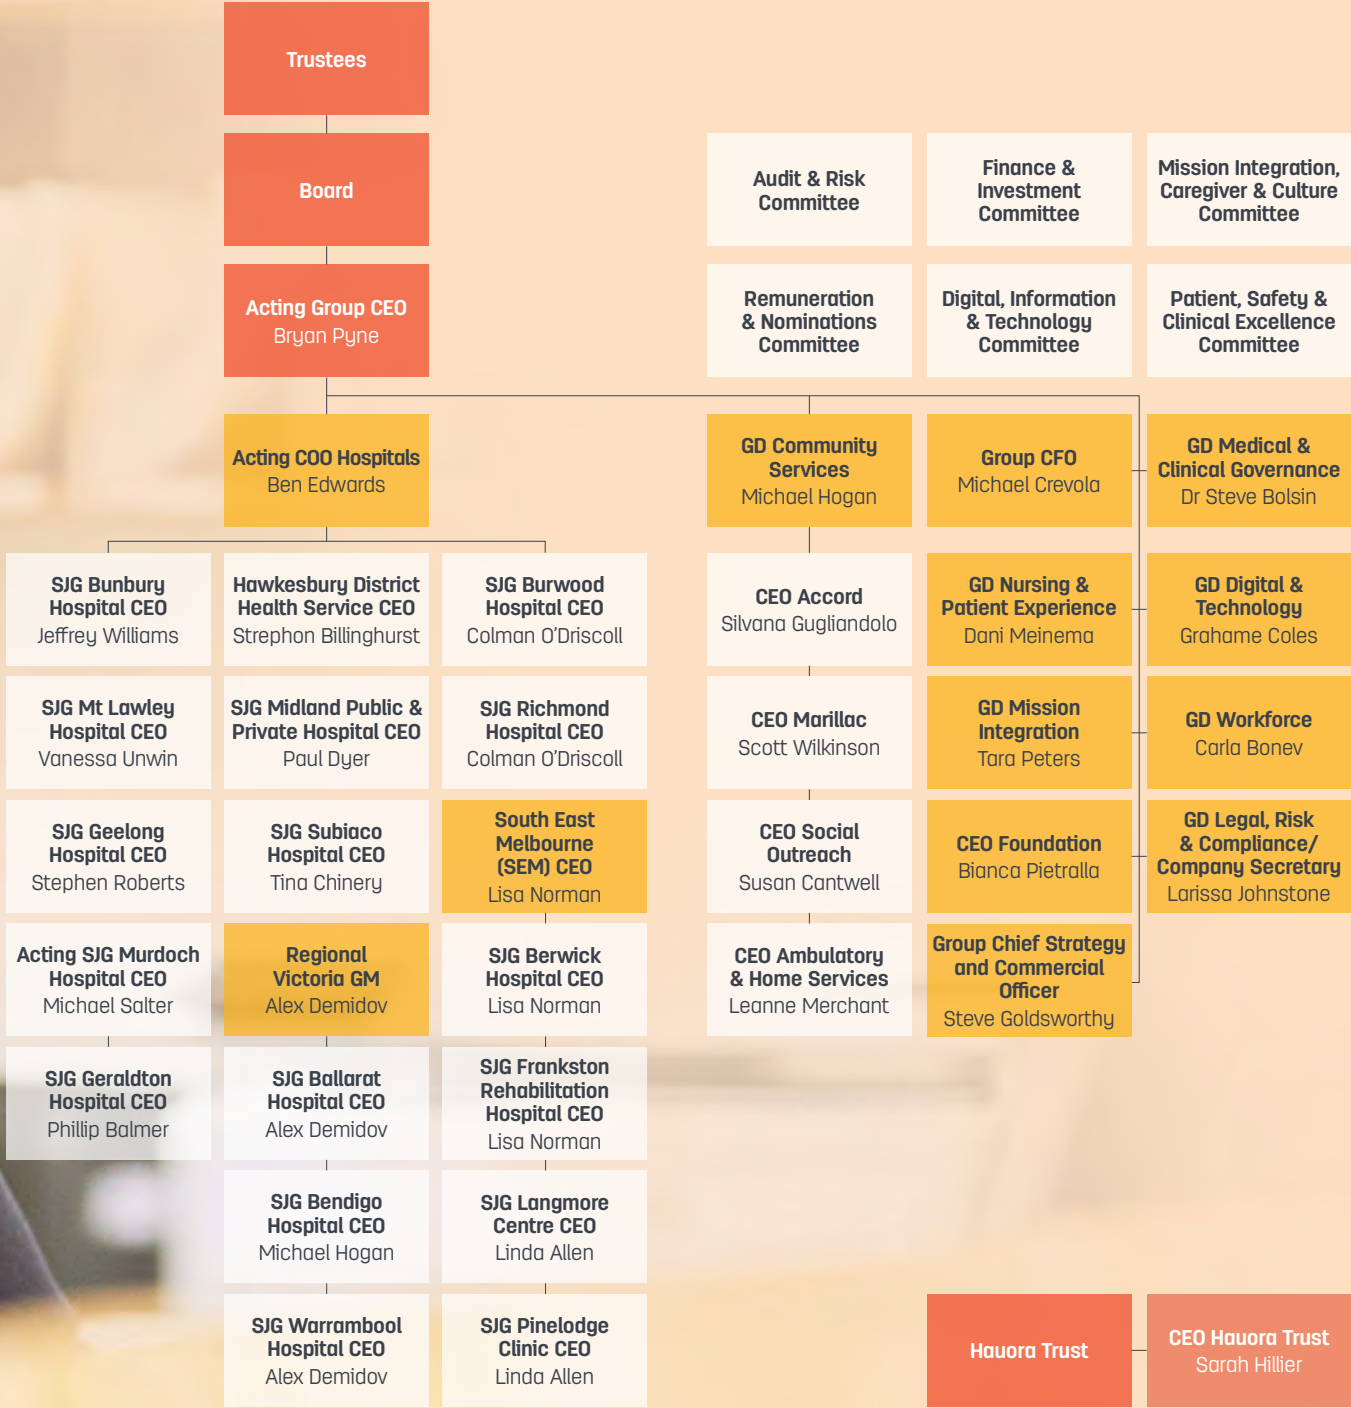 Trustees
Board
Acting Group CEO
Bryan Pyne
Audit & Risk
Committee
Finance &
Investment
Committee
Mission Integration,
Caregiver & Culture
Committee
Remuneration
& Nominations
Committee
Digital, Information
& Technology
Committee
Patient, Safety &
Clinical Excellence
Committee
Acting COO Hospitals
Ben Edwards
GD Community
Services
Michael Hogan
Group CFO
Michael Crevola
GD Medical &
Clinical Governance
Dr Steve Bolsin
SJG Bunbury
Hospital CEO
Jeffrey Williams
Hawkesbury District
Health Service CEO
Strephon Billinghurst
SJG Burwood
Hospital CEO
Colman O’Driscoll
CEO Accord
Silvana Gugliandolo
GD Nursing &
Patient Experience
Dani Meinema
GD Digital &
Technology
Grahame Coles
SJG Mt Lawley
Hospital CEO
Vanessa Unwin
SJG Midland Public &
Private Hospital CEO
Paul Dyer
SJG Richmond
Hospital CEO
Colman O’Driscoll
CEO Marillac
Scott Wilkinson
GD Mission
Integration
Tara Peters
GD Workforce
Carla Bonev
SJG Geelong
Hospital CEO
Stephen Roberts
SJG Subiaco
Hospital CEO
Tina Chinery
South East
Melbourne
(SEM) CEO
Lisa Norman
CEO Social
Outreach
Susan Cantwell
CEO Foundation
Bianca Pietralla
GD Legal, Risk
& Compliance/
Company Secretary
Larissa Johnstone
Acting SJG Murdoch
Hospital CEO
Michael Salter
Regional
Victoria GM
Alex Demidov
SJG Berwick
Hospital CEO
Lisa Norman
CEO Ambulatory
& Home Services
Leanne Merchant
Group Chief Strategy
and Commercial
Officer
Steve Goldsworthy
SJG Geraldton
Hospital CEO
Phillip Balmer
SJG Ballarat
Hospital CEO
Alex Demidov
SJG Frankston
Rehabilitation
Hospital CEO
Lisa Norman
SJG Bendigo
Hospital CEO
Michael Hogan
SJG Langmore
Centre CEO
Linda Allen
SJG Warrambool
Hospital CEO
Alex Demidov
SJG Pinelodge
Clinic CEO
Linda Allen
Hauora Trust
CEO Hauora Trust
Sarah Hillier